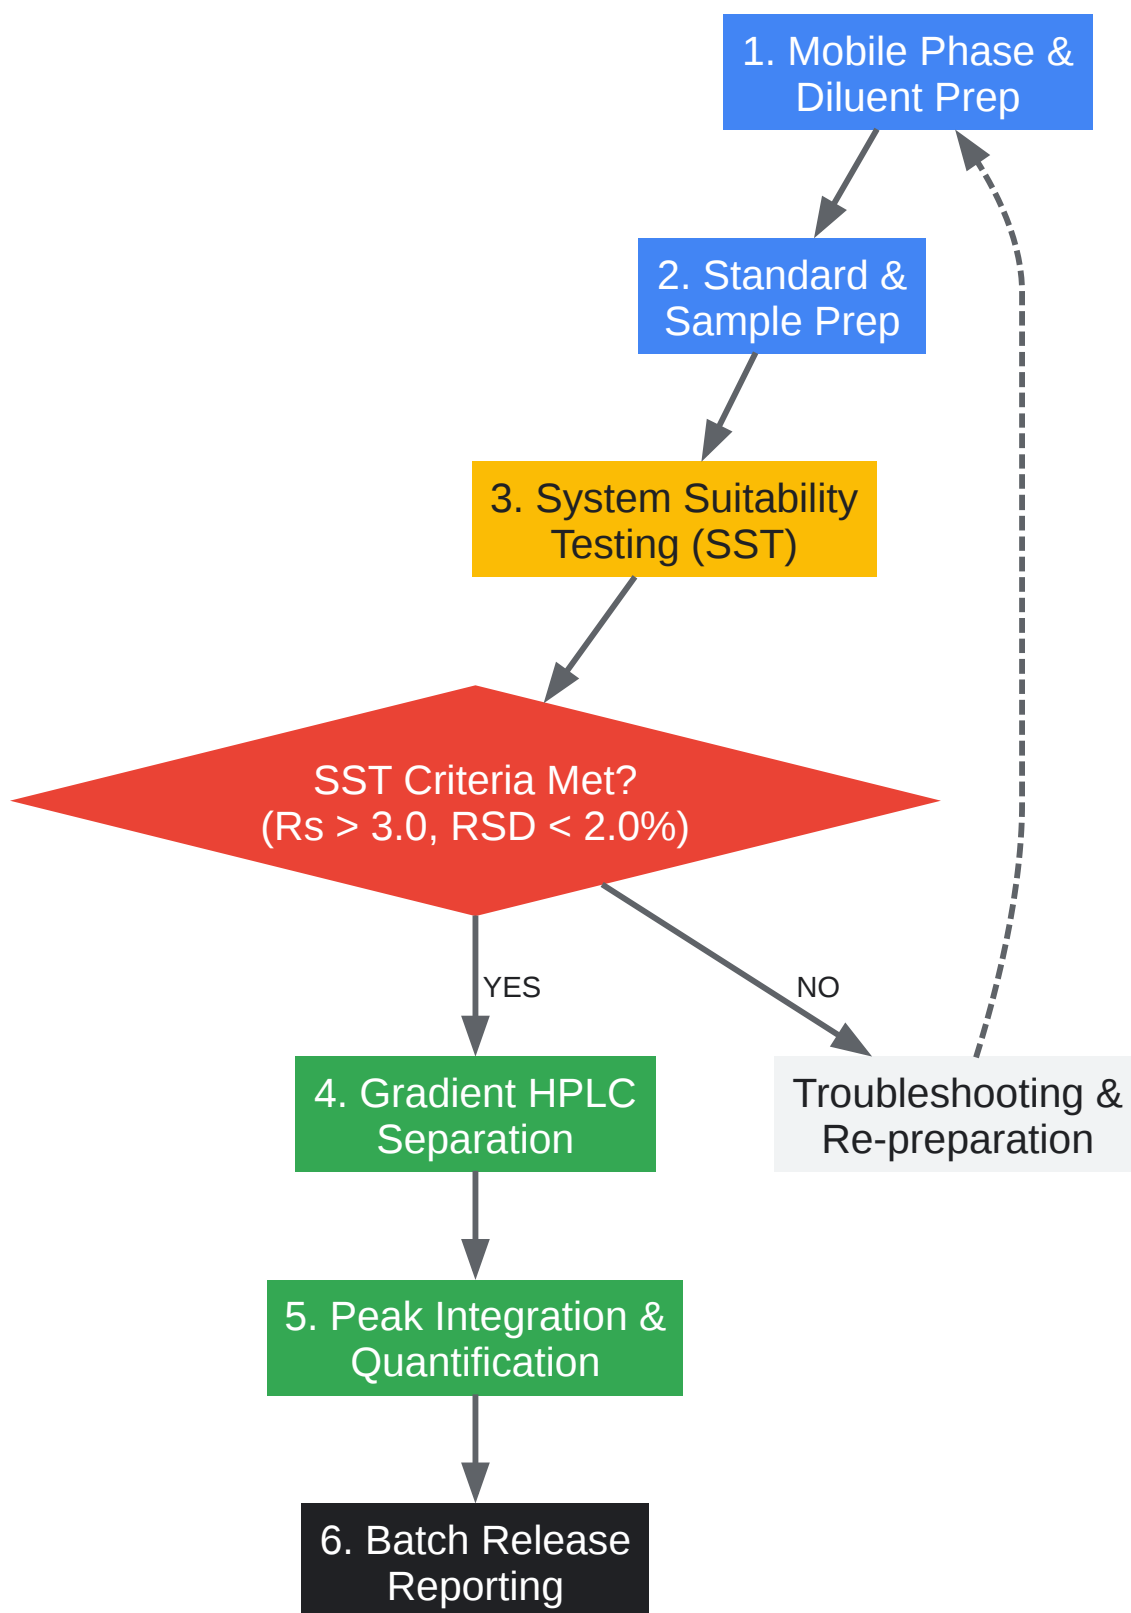 1. Mobile Phase &
Diluent Prep
2. Standard &
Sample Prep
3. System Suitability
Testing (SST)
SST Criteria Met?
(Rs > 3.0, RSD < 2.0%)
YES
NO
4. Gradient HPLC
Separation
Troubleshooting &
Re-preparation
5. Peak Integration &
Quantification
6. Batch Release
Reporting